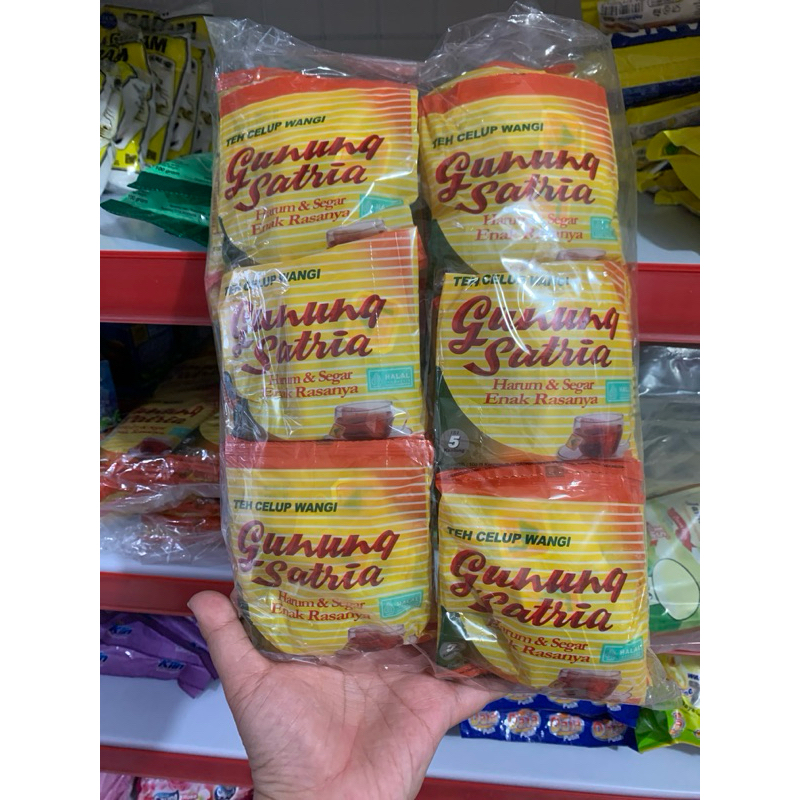 TEH CELUP WANGI
Gunung
Satria
Harum & Segar
Enak Rasanya
TEH CELUP WANGI
Gunung
Satria
Harum & Segar
Enak Rasanya
TEH CELUP WANGI
Gunung
Satria
Harum & Segar
Enak Rasanya
HALAL
TEH CELUP WANGI
Gunung
Satria
Harum & Segar
Enak Rasanya
5
TEH CELUP WANGI
Gunung
Satria
Harum & Segar
Enak Rasanya
TEH CELUP WANGI
Gunung
Satria
Harum & Segar
Enak Rasanya
HALAL